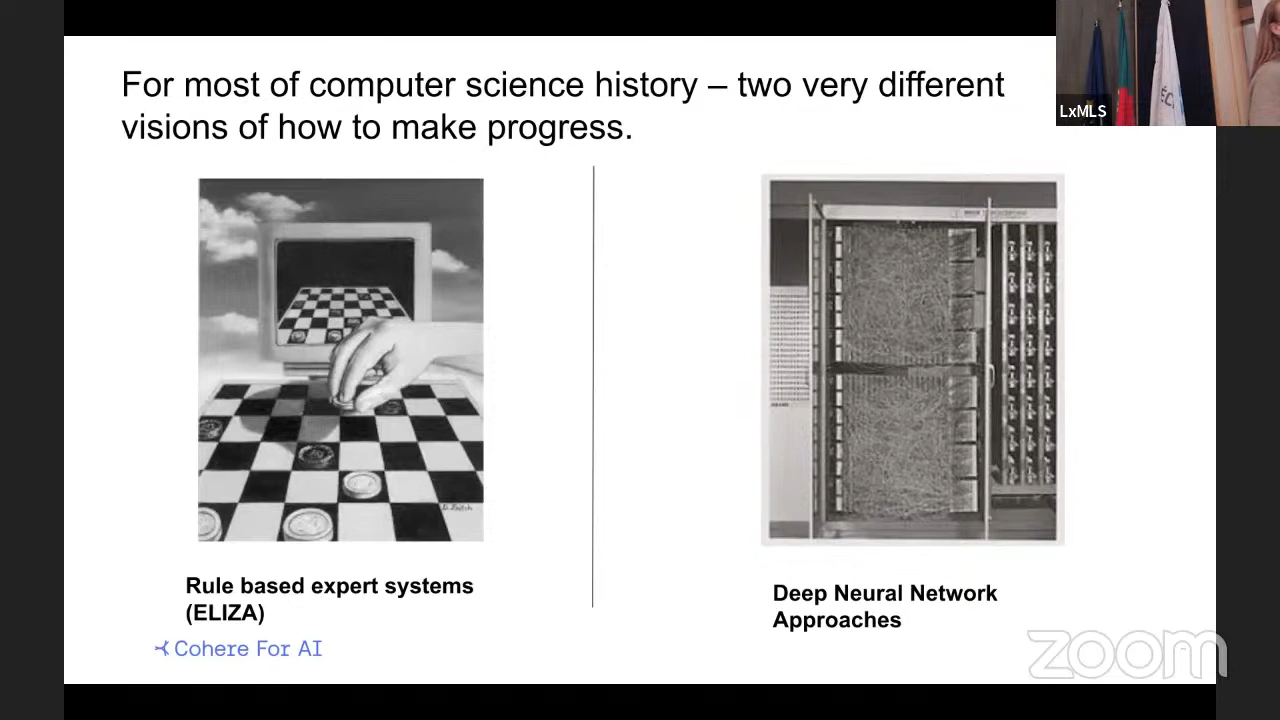 For most of computer science history – two very different
visions of how to make progress.
LxMLS
Rule based expert systems
(ELIZA)
Deep Neural Network
Approaches
Cohere For AI
zoom